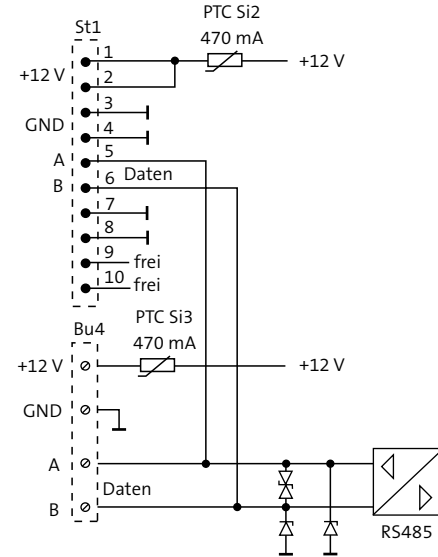 PTC Si2
St1
470 mA
1
+12 V
+12 V
2
3
GND
4
A
5
B
6
Daten
7
8
9
frei
10
frei
PTC Si3
Bu4
470 mA
+12 V
+12 V
GND
A
Daten
B
RS485